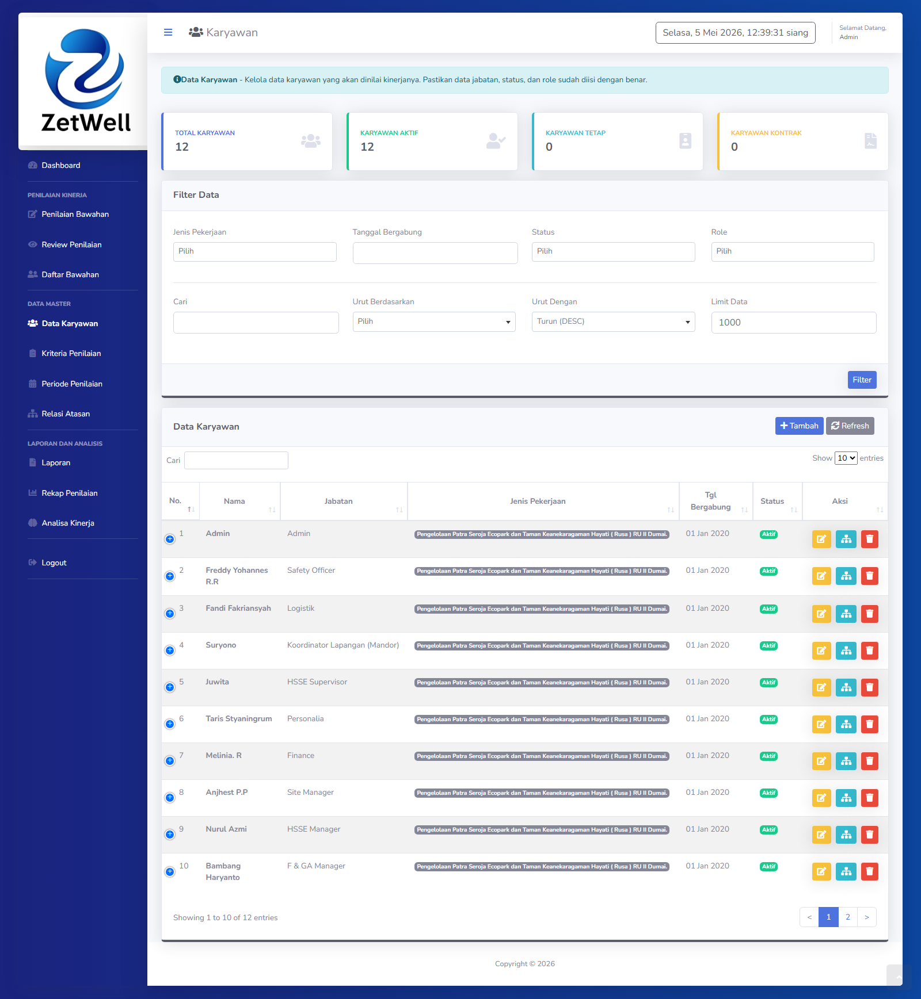 ZetWell
Karyawan
Selasa, 5 Mei 2026, 12:39:31 siang
Selamat Datang,
Admin
Data Karyawan - Kelola data karyawan yang akan dinilai kinerjanya. Pastikan data jabatan, status, dan role sudah diisi dengan benar.
TOTAL KARYAWAN
12
KARYAWAN AKTIF
12
KARYAWAN TETAP
0
KARYAWAN KONTRAK
0
Dashboard
PENILAIAN KINERJA
Penilaian Bawahan
Review Penilaian
Daftar Bawahan
DATA MASTER
Data Karyawan
Kriteria Penilaian
Periode Penilaian
Relasi Atasan
LAPORAN DAN ANALISIS
Laporan
Rekap Penilaian
Analisa Kinerja
Logout
Filter Data
Jenis Pekerjaan Tanggal Bergabung Status Role
Pilih Pilih Pilih
Cari Urut Berdasarkan Urut Dengan Limit Data
Pilih Turun (DESC) 1000
Filter
Data Karyawan
Tambah Refresh
Cari Show 10 entries
No. Nama Jabatan Jenis Pekerjaan Tgl Bergabung Status Aksi
1 Admin Admin Pengelolaan Patra Seroja Ecopark dan Taman Keanekaragaman Hayati ( Rusa ) RU II Dumai. 01 Jan 2020 Aktif
2 Freddy Yohannes R.R Safety Officer Pengelolaan Patra Seroja Ecopark dan Taman Keanekaragaman Hayati ( Rusa ) RU II Dumai. 01 Jan 2020 Aktif
3 Fandi Fakriansyah Logistik Pengelolaan Patra Seroja Ecopark dan Taman Keanekaragaman Hayati ( Rusa ) RU II Dumai. 01 Jan 2020 Aktif
4 Suryono Koordinator Lapangan (Mandor) Pengelolaan Patra Seroja Ecopark dan Taman Keanekaragaman Hayati ( Rusa ) RU II Dumai. 01 Jan 2020 Aktif
5 Juwita HSSE Supervisor Pengelolaan Patra Seroja Ecopark dan Taman Keanekaragaman Hayati ( Rusa ) RU II Dumai. 01 Jan 2020 Aktif
6 Taris Styaningrum Personalia Pengelolaan Patra Seroja Ecopark dan Taman Keanekaragaman Hayati ( Rusa ) RU II Dumai. 01 Jan 2020 Aktif
7 Melinia. R Finance Pengelolaan Patra Seroja Ecopark dan Taman Keanekaragaman Hayati ( Rusa ) RU II Dumai. 01 Jan 2020 Aktif
8 Anjhest P.P Site Manager Pengelolaan Patra Seroja Ecopark dan Taman Keanekaragaman Hayati ( Rusa ) RU II Dumai. 01 Jan 2020 Aktif
9 Nurul Azmi HSSE Manager Pengelolaan Patra Seroja Ecopark dan Taman Keanekaragaman Hayati ( Rusa ) RU II Dumai. 01 Jan 2020 Aktif
10 Bambang Haryanto F & GA Manager Pengelolaan Patra Seroja Ecopark dan Taman Keanekaragaman Hayati ( Rusa ) RU II Dumai. 01 Jan 2020 Aktif
Showing 1 to 10 of 12 entries
< 1 2 >
Copyright © 2026